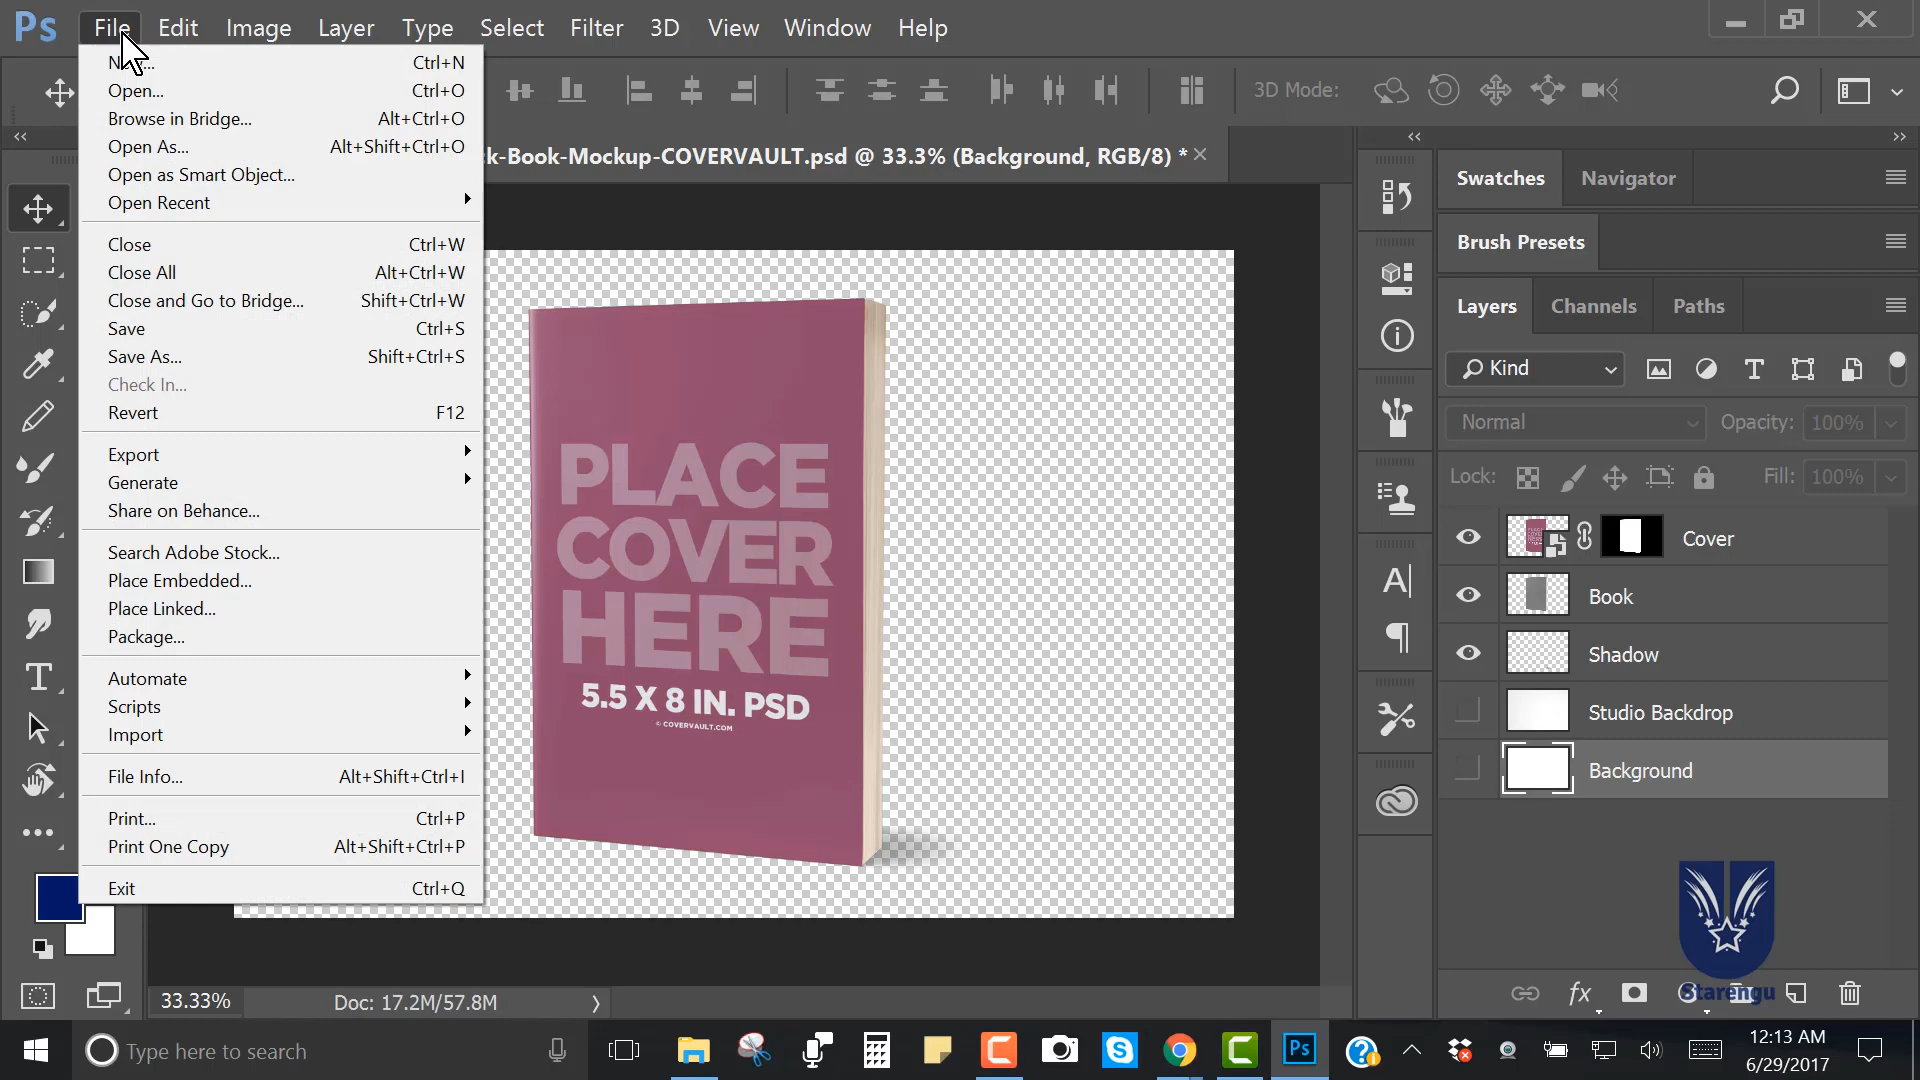 Ps File Edit Image Layer Type Select Filter 3D View Window Help
Ctrl+N
Open... Ctrl+O
Browse in Bridge... Alt+Ctrl+O
Open As... Alt+Shift+Ctrl+O
Open as Smart Object...
Open Recent
Close Ctrl+W
Close All Alt+Ctrl+W
Close and Go to Bridge... Shift+Ctrl+W
Save Ctrl+S
Save As... Shift+Ctrl+S
Check In...
Revert F12
Export
Generate
Share on Behance...
Search Adobe Stock...
Place Embedded...
Place Linked...
Package...
Automate
Scripts
Import
File Info... Alt+Shift+Ctrl+I
Print... Ctrl+P
Print One Copy Alt+Shift+Ctrl+P
Exit Ctrl+Q
3D Mode:
k-Book-Mockup-COVERVAULT.psd @ 33.3% (Background, RGB/8) *
PLACE
COVER
HERE
5.5 X 8 IN. PSD
© COVERVAULT.COM
Swatches Navigator
Brush Presets
Layers Channels Paths
Kind
Normal Opacity: 100%
Lock: Fill: 100%
Cover
Book
Shadow
Studio Backdrop
Background
Starengu
33.33% Doc: 17.2M/57.8M
Type here to search
12:13 AM
6/29/2017